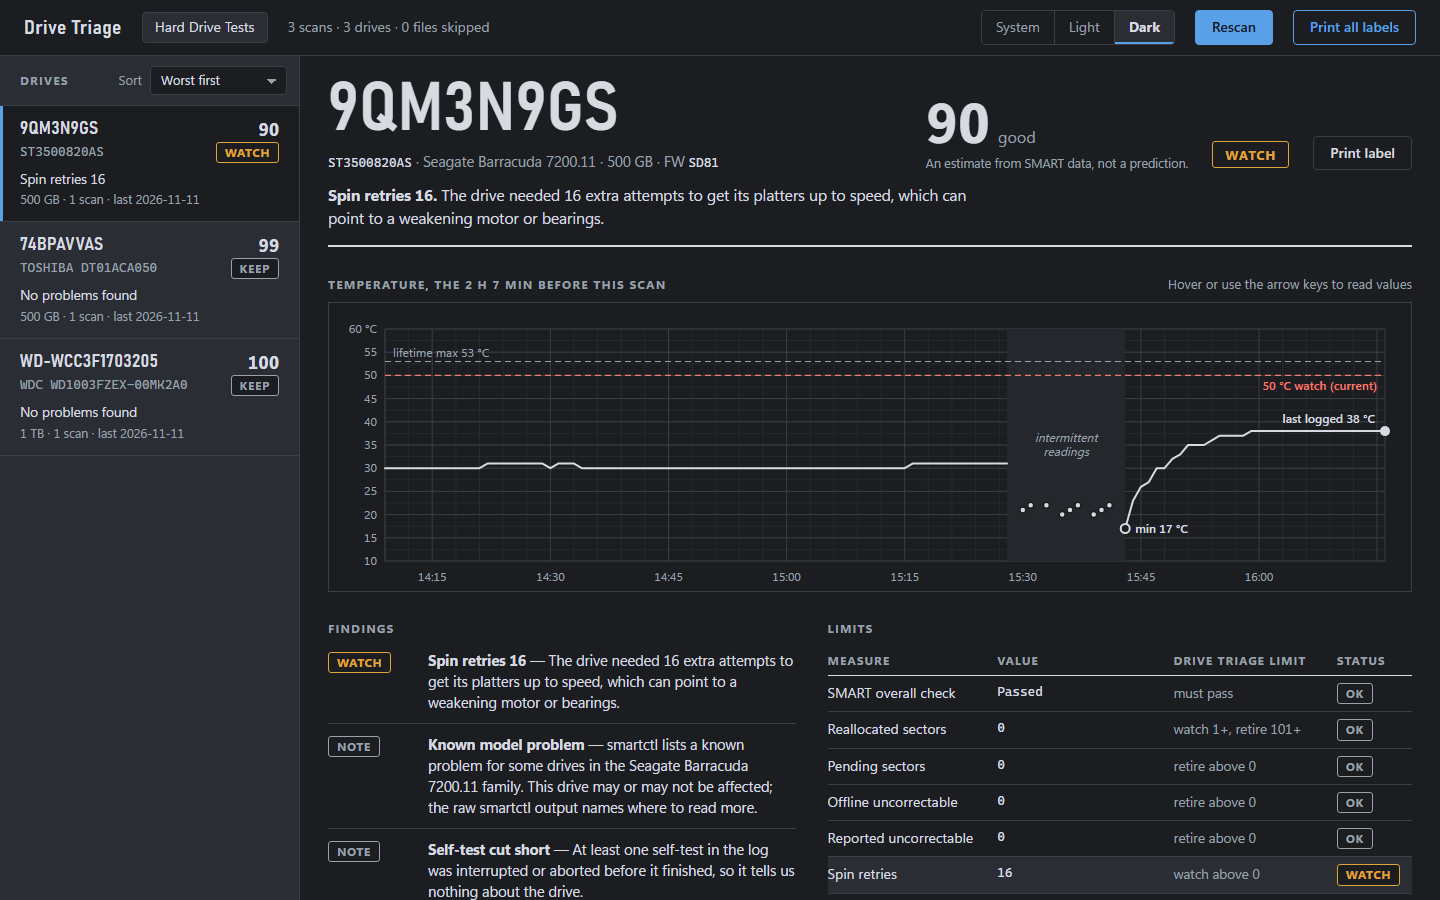 Drive Triage
Hard Drive Tests
3 scans · 3 drives · 0 files skipped
System
Light
Dark
Rescan
Print all labels
DRIVES
Sort
Worst first
9QM3N9GS
90
ST3500820AS
WATCH
Spin retries 16
500 GB · 1 scan · last 2026-11-11
74BPAVVAS
99
TOSHIBA DT01ACA050
KEEP
No problems found
500 GB · 1 scan · last 2026-11-11
WD-WCC3F1703205
100
WDC WD1003FZEX-00MK2A0
KEEP
No problems found
1 TB · 1 scan · last 2026-11-11
9QM3N9GS
ST3500820AS · Seagate Barracuda 7200.11 · 500 GB · FW SD81
90 good
An estimate from SMART data, not a prediction.
WATCH
Print label
Spin retries 16. The drive needed 16 extra attempts to get its platters up to speed, which can
point to a weakening motor or bearings.
TEMPERATURE, THE 2 H 7 MIN BEFORE THIS SCAN
Hover or use the arrow keys to read values
60 °C
55
50
45
40
35
30
25
20
15
10
lifetime max 53 °C
50 °C watch (current)
last logged 38 °C
intermittent
readings
min 17 °C
14:15
14:30
14:45
15:00
15:15
15:30
15:45
16:00
FINDINGS
WATCH
Spin retries 16 — The drive needed 16 extra attempts to
get its platters up to speed, which can point to a
weakening motor or bearings.
NOTE
Known model problem — smartctl lists a known
problem for some drives in the Seagate Barracuda
7200.11 family. This drive may or may not be affected;
the raw smartctl output names where to read more.
NOTE
Self-test cut short — At least one self-test in the log
was interrupted or aborted before it finished, so it tells us
nothing about the drive.
LIMITS
MEASURE VALUE DRIVE TRIAGE LIMIT STATUS
SMART overall check Passed must pass OK
Reallocated sectors 0 watch 1+, retire 101+ OK
Pending sectors 0 retire above 0 OK
Offline uncorrectable 0 retire above 0 OK
Reported uncorrectable 0 retire above 0 OK
Spin retries 16 watch above 0 WATCH